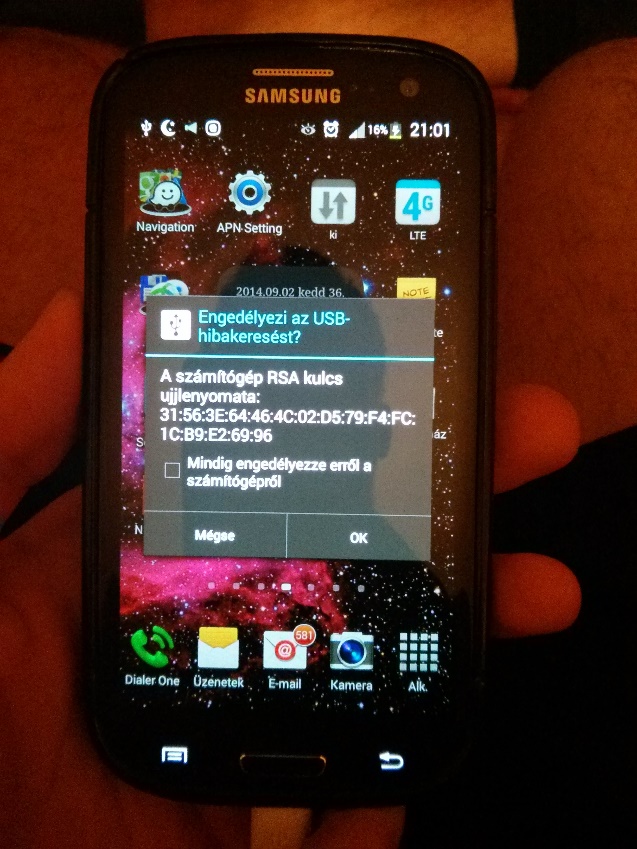 SAMSUNG
16% 21:01
Navigation APN Setting ki LTE
4G
2014.09.02 kedd 36.
NOTE
Engedélyezi az USB-
hibakeresést?
A számítógép RSA kulcs
ujjlenyomata:
31:56:3E:64:46:4C:02:D5:79:F4:FC:
1C:B9:E2:69:96
Mindig engedélyezze erről a
számítógépről
Mégse OK
581
Dialer One Üzenetek E-mail Kamera Alk.